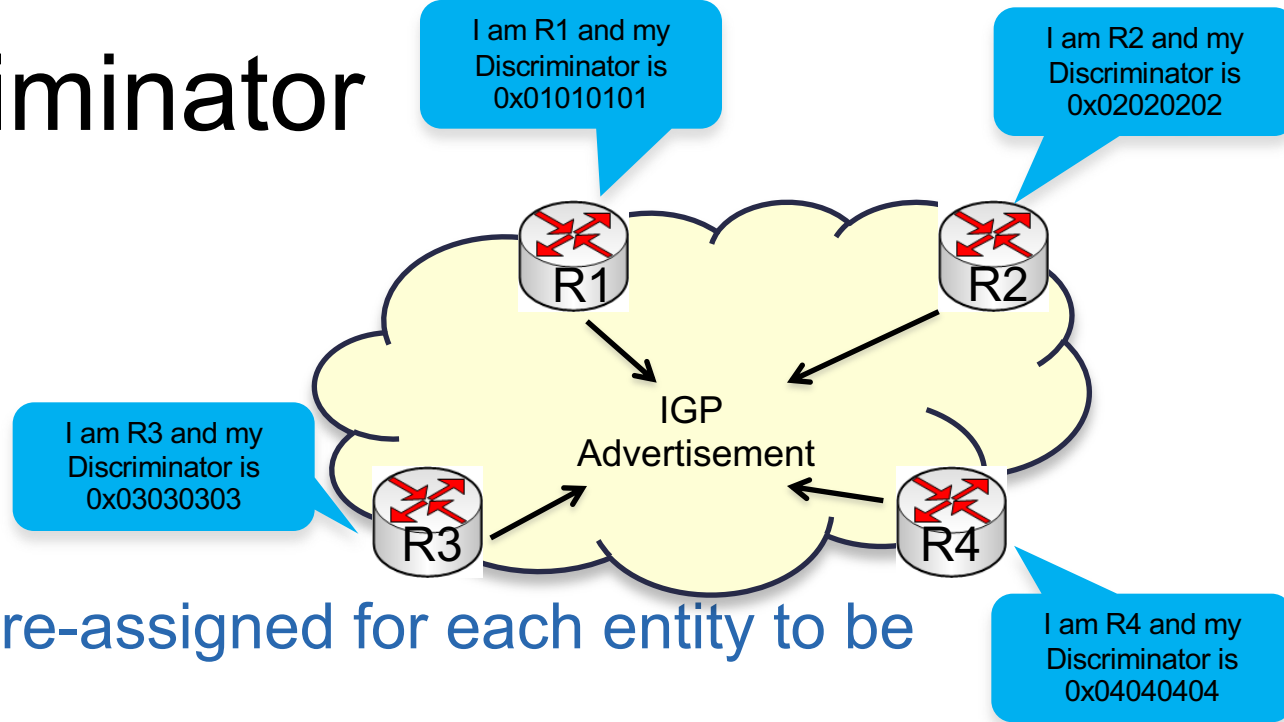 iminator
I am R1 and my
Discriminator is
0x01010101
I am R2 and my
Discriminator is
0x02020202
R1
R2
IGP
Advertisement
I am R3 and my
Discriminator is
0x03030303
R3
R4
re-assigned for each entity to be
I am R4 and my
Discriminator is
0x04040404